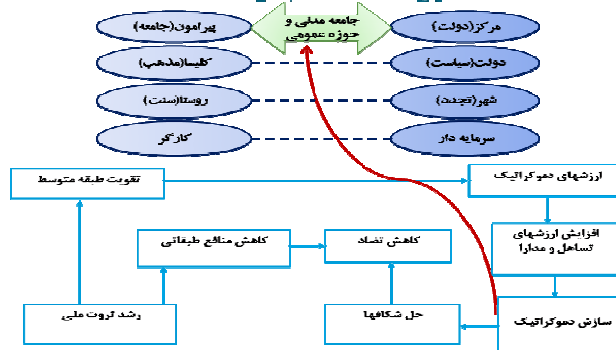 مرکز(دولت)
جامعه مدنی و
حوزه عمومی
پیرامون(جامعه)
دولت(سیاست)
کلیسا(مذهب)
شهر(تجدد)
روستا(سنت)
سرمایه دار
کارگر
ارزشهای دموکراتیک
تقویت طبقه متوسط
افزایش ارزشهای
تساهل و مدارا
کاهش تضاد
کاهش منافع طبقاتی
سازش دموکراتیک
حل شکافها
رشد ثروت ملی